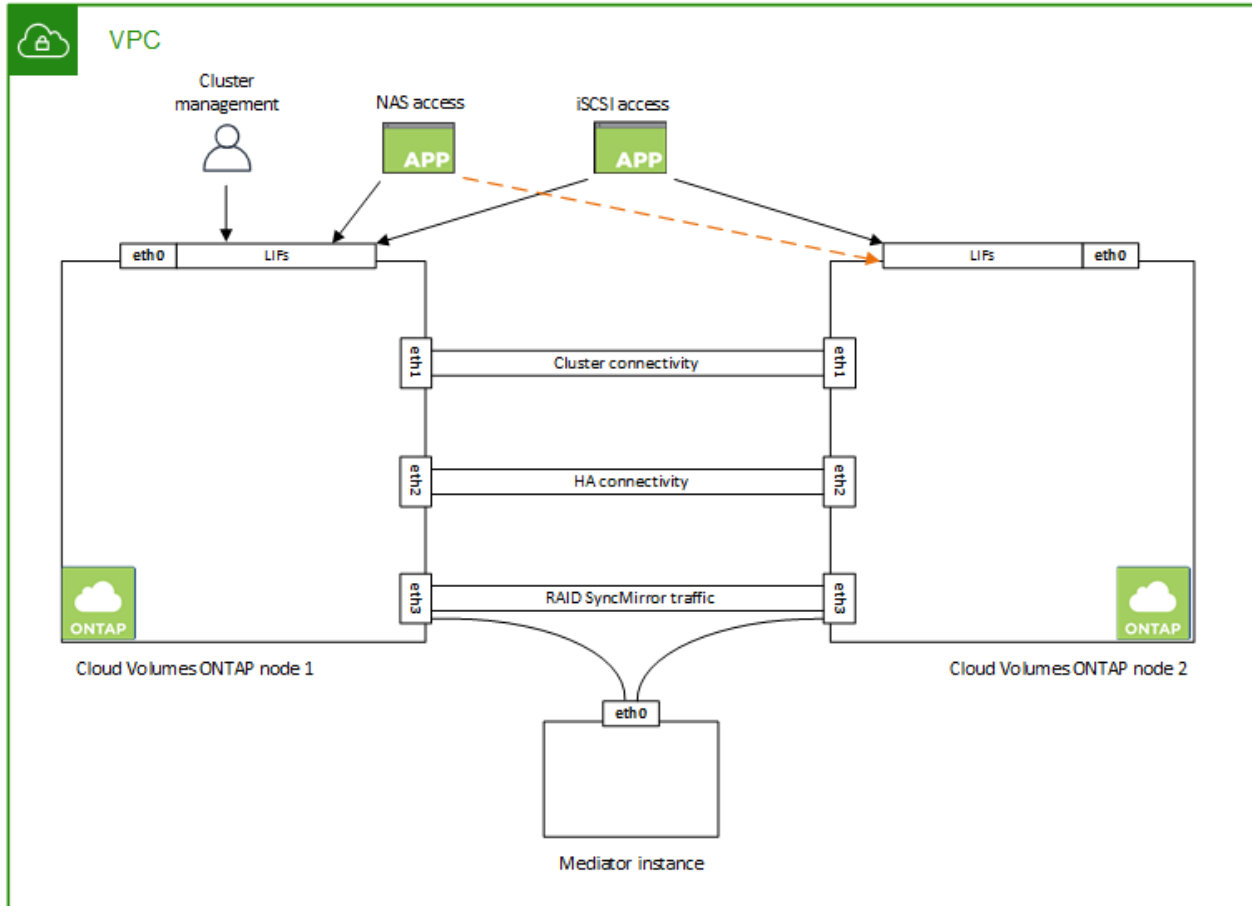 VPC
Cluster
management
NAS access
iSCSI access
APP
APP
eth0
LIFs
LIFs
eth0
eth1
Cluster connectivity
eth1
eth2
HA connectivity
eth2
eth3
RAID SyncMirror traffic
eth3
ONTAP
ONTAP
Cloud Volumes ONTAP node 1
Cloud Volumes ONTAP node 2
eth0
Mediator instance